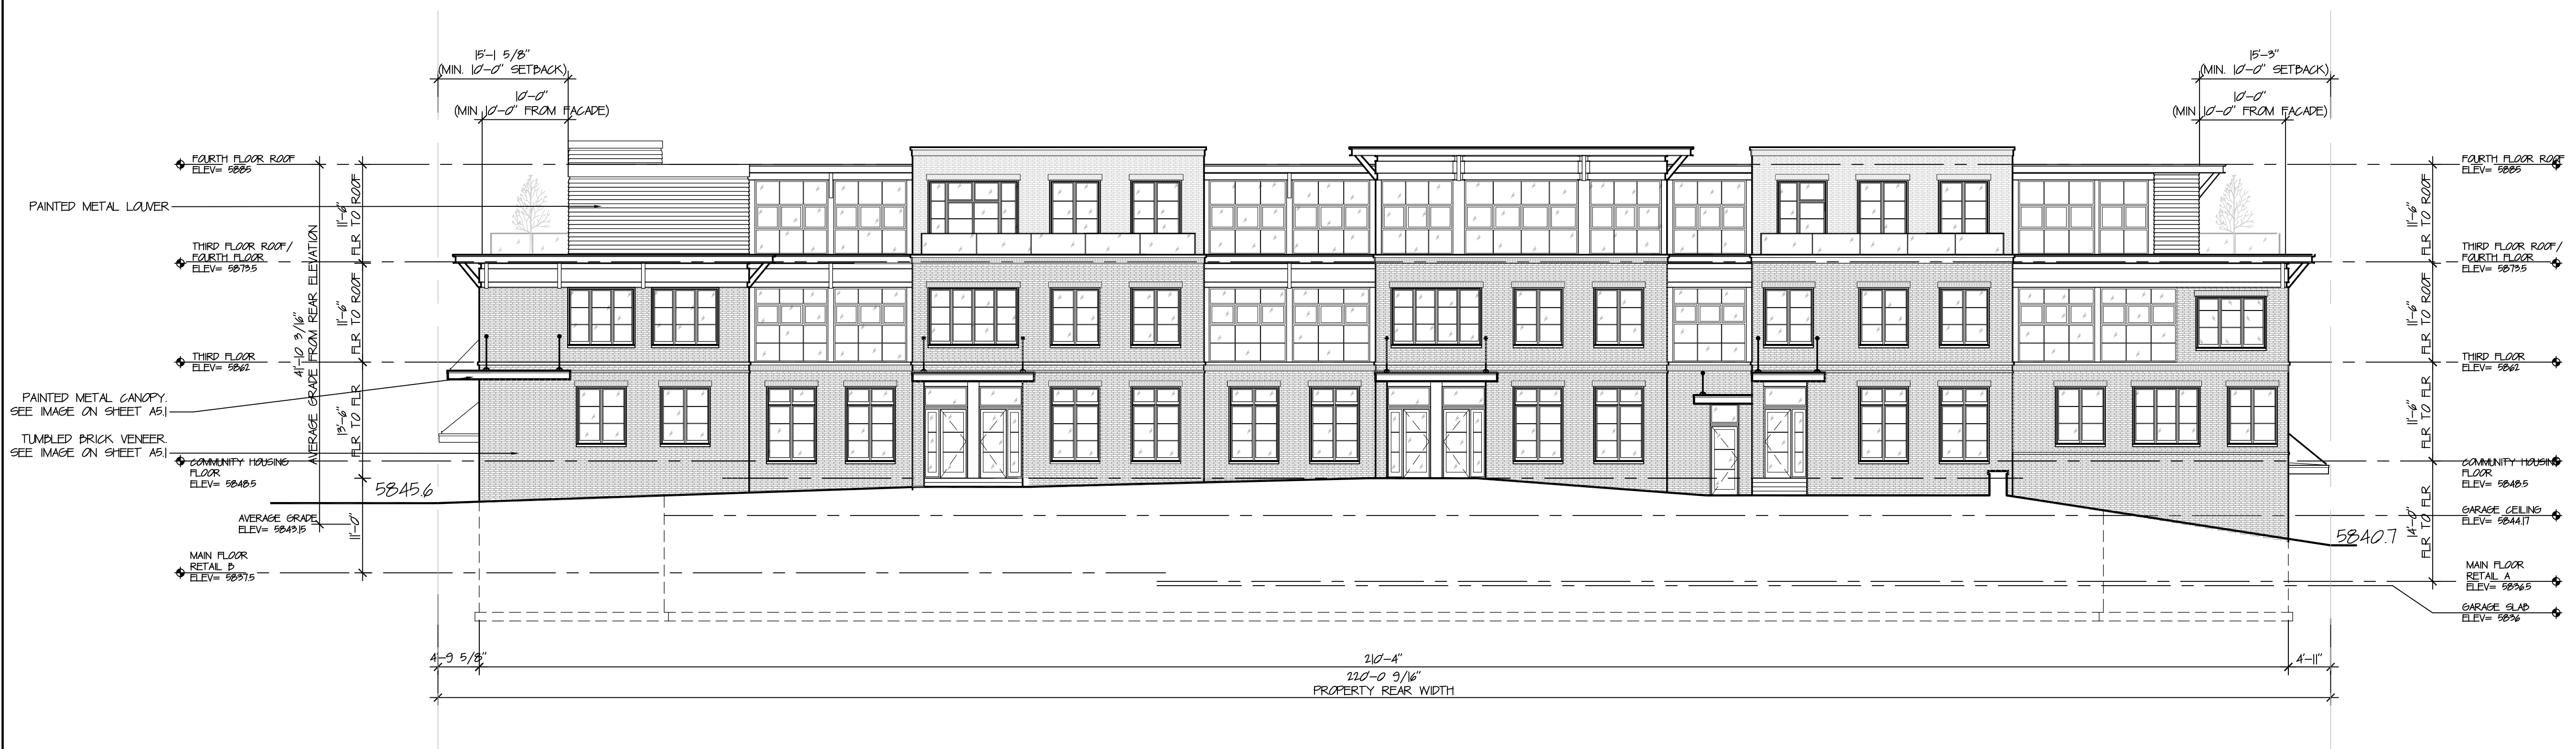 15'-1 5/8"
(MIN. 10'-0" SETBACK)
10'-0"
(MIN 10'-0" FROM FACADE)
15'-3"
(MIN. 10'-0" SETBACK)
10'-0"
(MIN 10'-0" FROM FACADE)
FOURTH FLOOR ROOF
ELEV= 5885
PAINTED METAL LOUVER
THIRD FLOOR ROOF/
FOURTH FLOOR
ELEV= 5873.5
THIRD FLOOR
ELEV= 5862
PAINTED METAL CANOPY.
SEE IMAGE ON SHEET A5.1
TUMBLED BRICK VENEER.
SEE IMAGE ON SHEET A5.1
COMMUNITY HOUSING
FLOOR
ELEV= 5848.5
AVERAGE GRADE
ELEV= 5843.15
MAIN FLOOR
RETAIL B
ELEV= 5837.5
41'-10 3/16"
AVERAGE GRADE FROM REAR ELEVATION
11'-6"
FLR TO ROOF
11'-6"
FLR TO ROOF
13'-6"
FLR TO FLR
11'-0"
5845.6
5840.7
FOURTH FLOOR ROOF
ELEV= 5885
THIRD FLOOR ROOF/
FOURTH FLOOR
ELEV= 5873.5
THIRD FLOOR
ELEV= 5862
COMMUNITY HOUSING
FLOOR
ELEV= 5848.5
GARAGE CEILING
ELEV= 5844.17
MAIN FLOOR
RETAIL A
ELEV= 5836.5
GARAGE SLAB
ELEV= 5836
11'-6"
FLR TO ROOF
11'-6"
FLR TO ROOF
11'-6"
FLR TO FLR
14'-0"
FLR TO FLR
4'-9 5/8"
210'-4"
4'-11"
220'-0 9/16"
PROPERTY REAR WIDTH